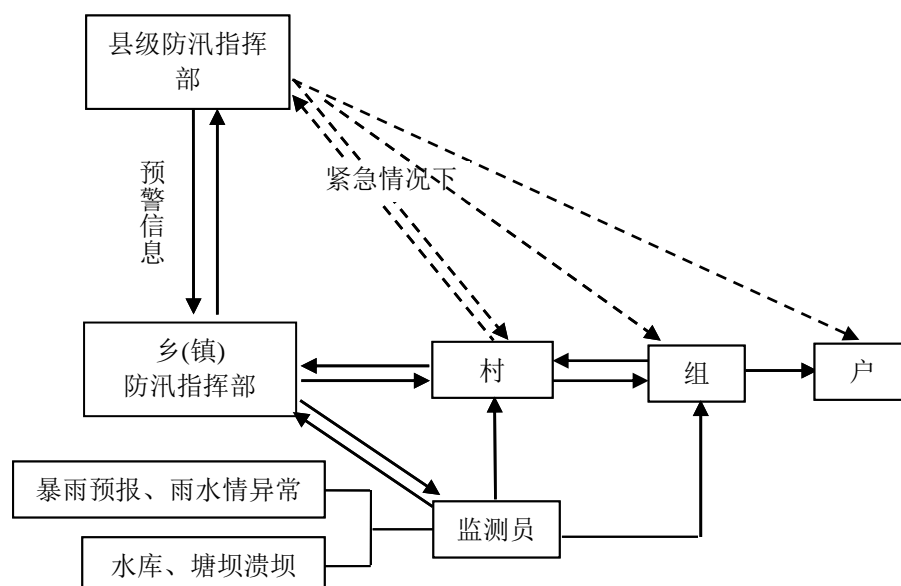 县级防汛指挥
部
预警信息
紧急情况下
乡(镇)
防汛指挥部
村
组
户
暴雨预报、雨水情异常
监测员
水库、塘坝溃坝